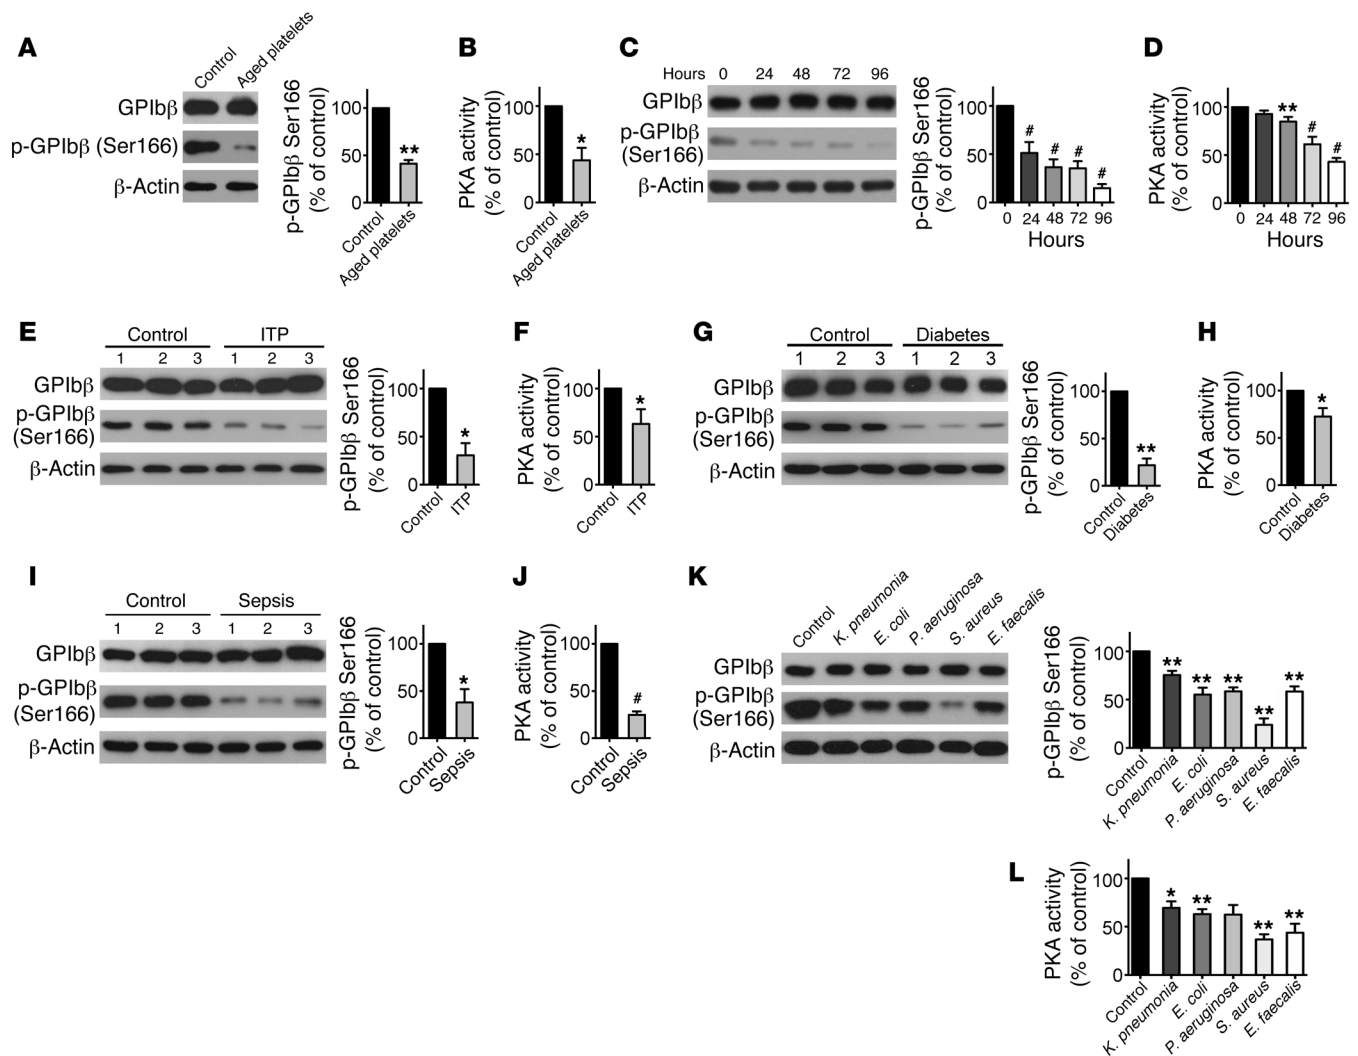 A
Control
Aged platelets
GPIbβ
p-GPIbβ (Ser166)
β-Actin
p-GPIbβ Ser166
(% of control)
100
50
0
**
Control
Aged platelets
B
PKA activity
(% of control)
100
50
0
*
Control
Aged platelets
C
Hours 0 24 48 72 96
GPIbβ
p-GPIbβ
(Ser166)
β-Actin
p-GPIbβ Ser166
(% of control)
100
50
0
# # # #
0 24 48 72 96
Hours
D
PKA activity
(% of control)
100
50
0
** # #
0 24 48 72 96
Hours
E
Control ITP
1 2 3 1 2 3
GPIbβ
p-GPIbβ
(Ser166)
β-Actin
p-GPIbβ Ser166
(% of control)
100
50
0
*
Control
ITP
F
PKA activity
(% of control)
100
50
0
*
Control
ITP
G
Control Diabetes
1 2 3 1 2 3
GPIbβ
p-GPIbβ
(Ser166)
β-Actin
p-GPIbβ Ser166
(% of control)
100
50
0
**
Control
Diabetes
H
PKA activity
(% of control)
100
50
0
*
Control
Diabetes
I
Control Sepsis
1 2 3 1 2 3
GPIbβ
p-GPIbβ
(Ser166)
β-Actin
p-GPIbβ Ser166
(% of control)
100
50
0
*
Control
Sepsis
J
PKA activity
(% of control)
100
50
0
#
Control
Sepsis
K
Control
K. pneumonia
E. coli
P. aeruginosa
S. aureus
E. faecalis
GPIbβ
p-GPIbβ
(Ser166)
β-Actin
p-GPIbβ Ser166
(% of control)
100
50
0
** ** ** ** **
Control
K. pneumonia
E. coli
P. aeruginosa
S. aureus
E. faecalis
L
PKA activity
(% of control)
100
50
0
* ** ** **
Control
K. pneumonia
E. coli
P. aeruginosa
S. aureus
E. faecalis